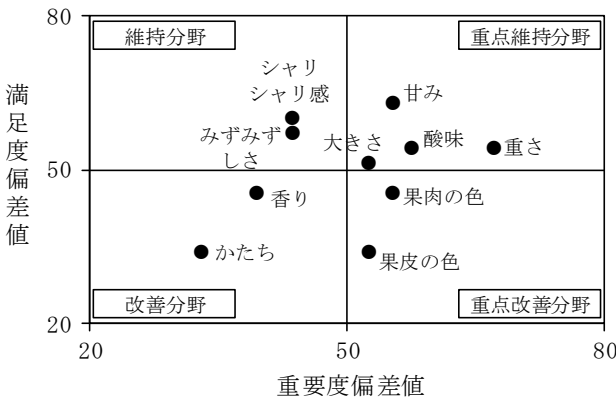 80
維持分野
重点維持分野
シャリ
シャリ感
甘み
みずみず
しさ
大きさ
酸味
重さ
満足度偏差値
50
香り
果肉の色
かたち
果皮の色
改善分野
重点改善分野
20
20
50
80
重要度偏差値